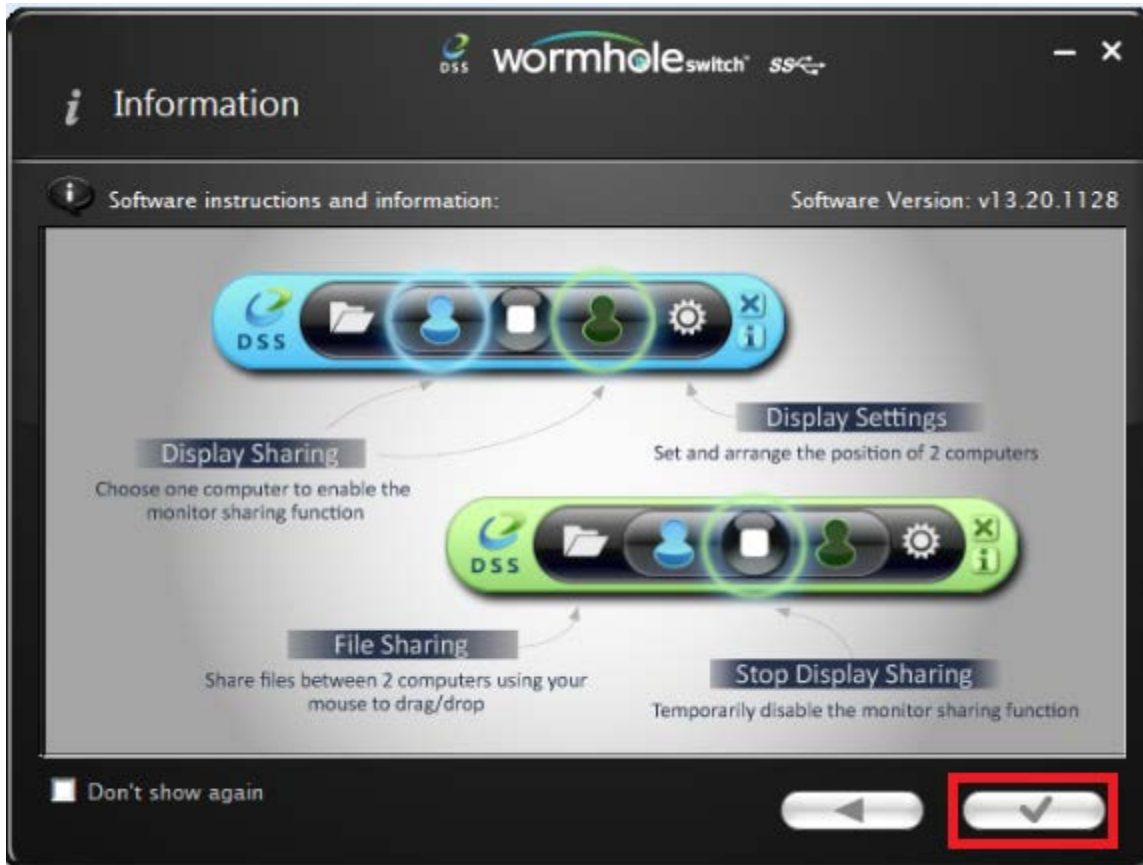 DSS wormhole switch™ SS
i Information
Software instructions and information:
Software Version: v13.20.1128
DSS
Display Sharing
Choose one computer to enable the
monitor sharing function
Display Settings
Set and arrange the position of 2 computers
DSS
File Sharing
Share files between 2 computers using your
mouse to drag/drop
Stop Display Sharing
Temporarily disable the monitor sharing function
Don't show again